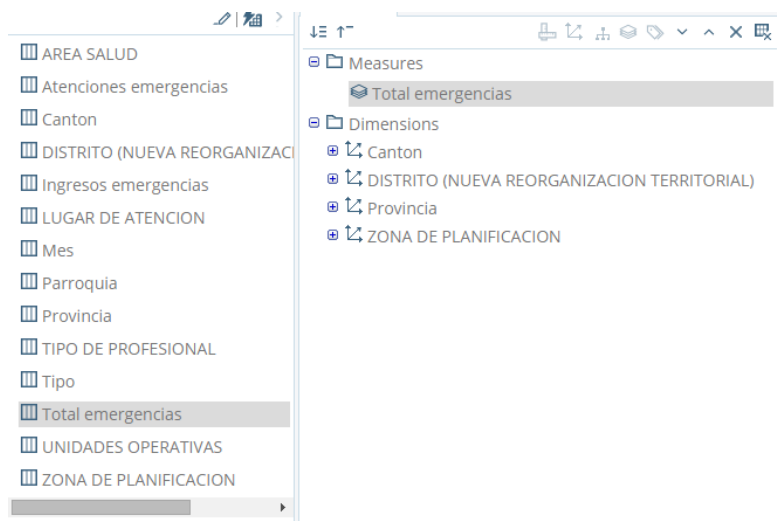 AREA SALUD
Atenciones emergencias
Canton
DISTRITO (NUEVA REORGANIZACI
Ingresos emergencias
LUGAR DE ATENCION
Mes
Parroquia
Provincia
TIPO DE PROFESIONAL
Tipo
Total emergencias
UNIDADES OPERATIVAS
ZONA DE PLANIFICACION
Measures
Total emergencias
Dimensions
Canton
DISTRITO (NUEVA REORGANIZACION TERRITORIAL)
Provincia
ZONA DE PLANIFICACION